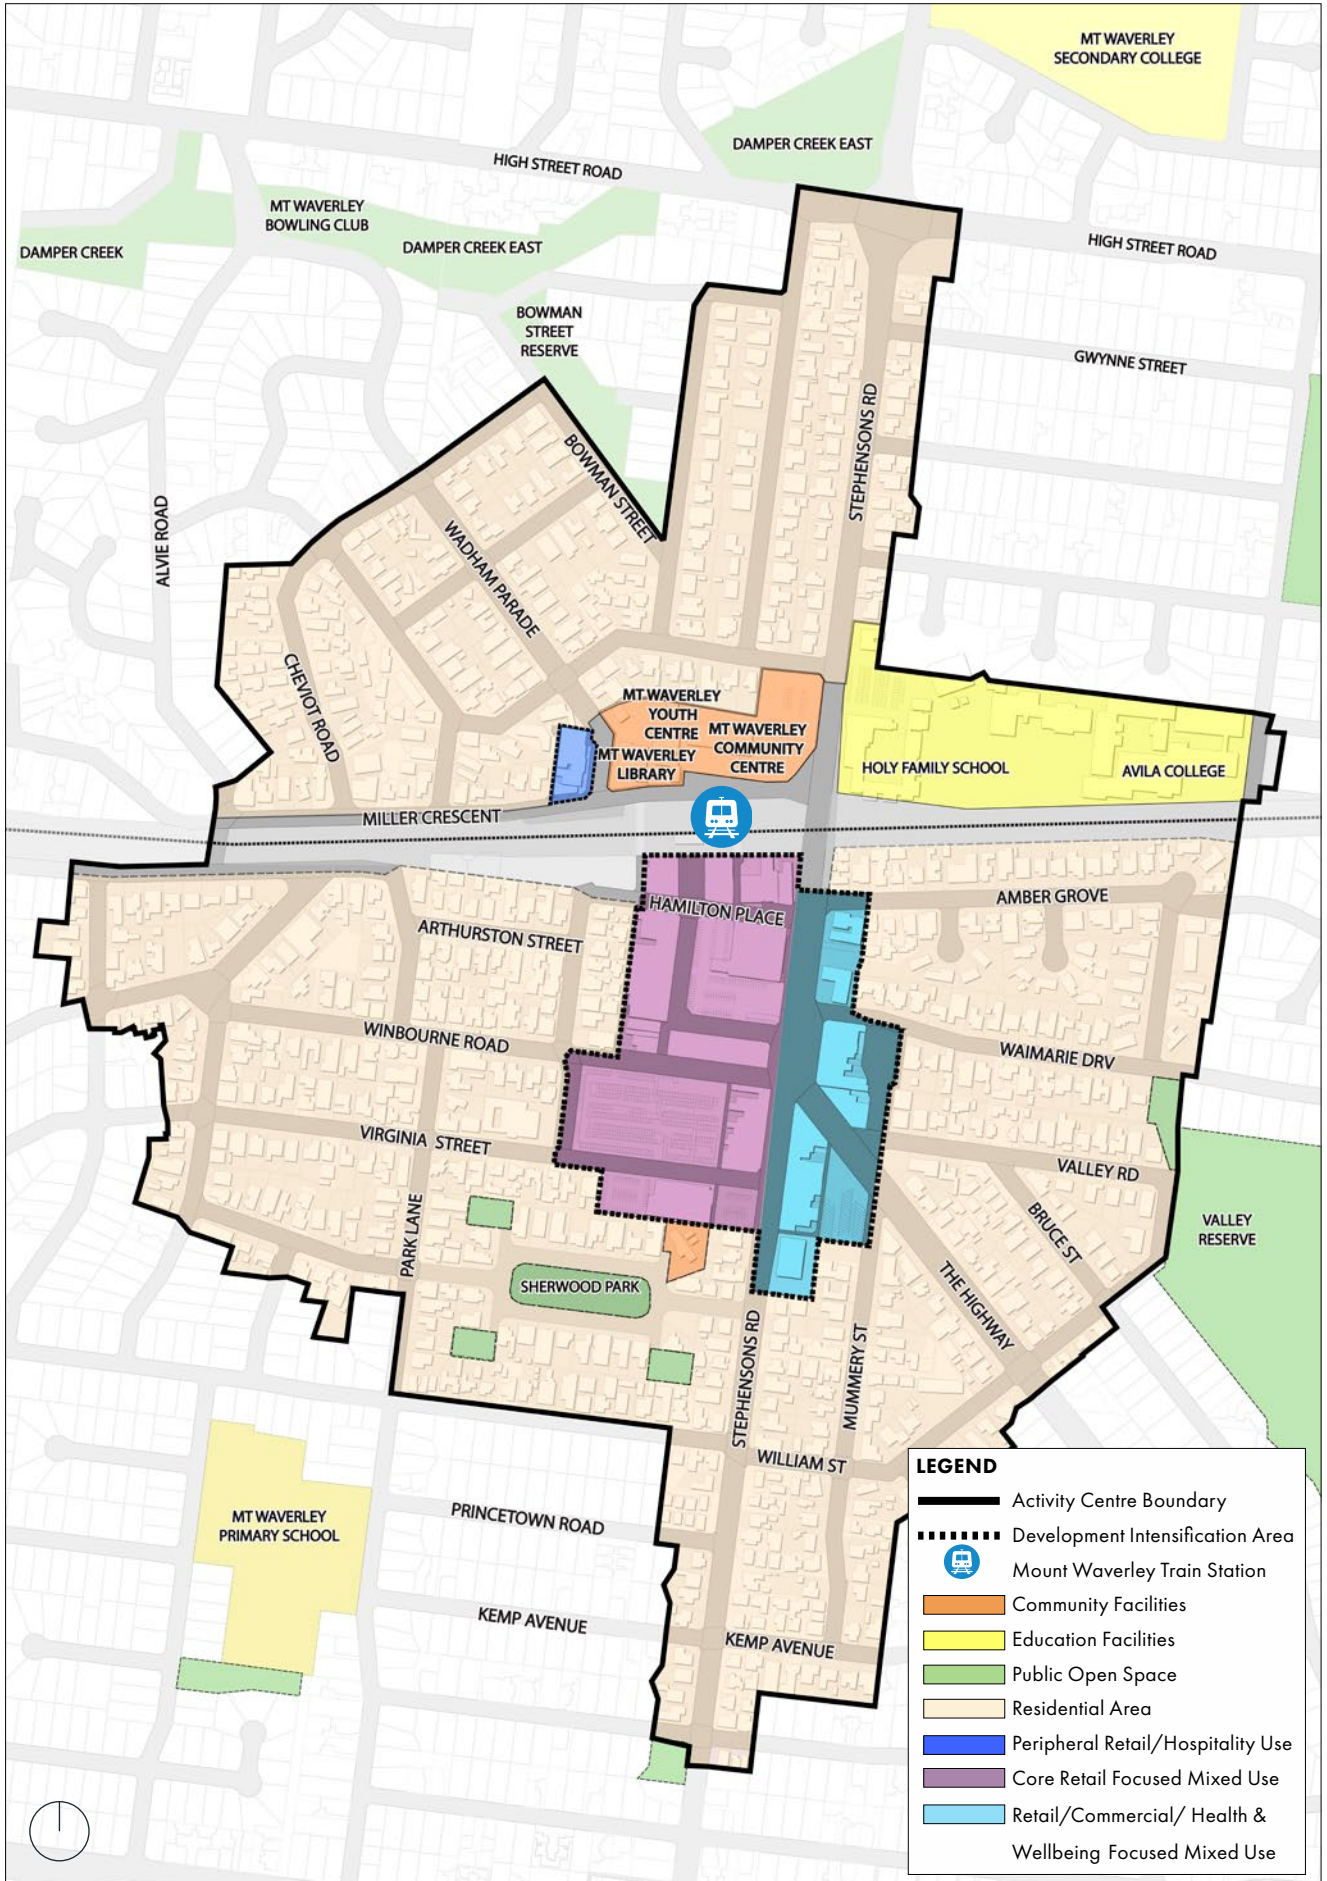 MT WAVERLEY
SECONDARY COLLEGE
DAMPER CREEK EAST
HIGH STREET ROAD
MT WAVERLEY
BOWLING CLUB
DAMPER CREEK
DAMPER CREEK EAST
HIGH STREET ROAD
BOWMAN
STREET
RESERVE
GWYNNE STREET
STEPHENSONS RD
BOWMAN STREET
ALVIE ROAD
WADHAM PARADE
CHEVIOT ROAD
MT WAVERLEY
YOUTH
CENTRE
MT WAVERLEY
COMMUNITY
CENTRE
MT WAVERLEY
LIBRARY
HOLY FAMILY SCHOOL
AVILA COLLEGE
MILLER CRESCENT
AMBER GROVE
HAMILTON PLACE
ARTHURSTON STREET
WINBOURNE ROAD
WAIMARIE DRV
VIRGINIA STREET
VALLEY RD
PARK LANE
BRUCE ST
VALLEY
RESERVE
SHERWOOD PARK
THE HIGHWAY
STEPHENSONS RD
MUMMERY ST
WILLIAM ST
MT WAVERLEY
PRIMARY SCHOOL
PRINCETOWN ROAD
KEMP AVENUE
KEMP AVENUE
LEGEND
Activity Centre Boundary
Development Intensification Area
Mount Waverley Train Station
Community Facilities
Education Facilities
Public Open Space
Residential Area
Peripheral Retail/Hospitality Use
Core Retail Focused Mixed Use
Retail/Commercial/ Health &
Wellbeing Focused Mixed Use